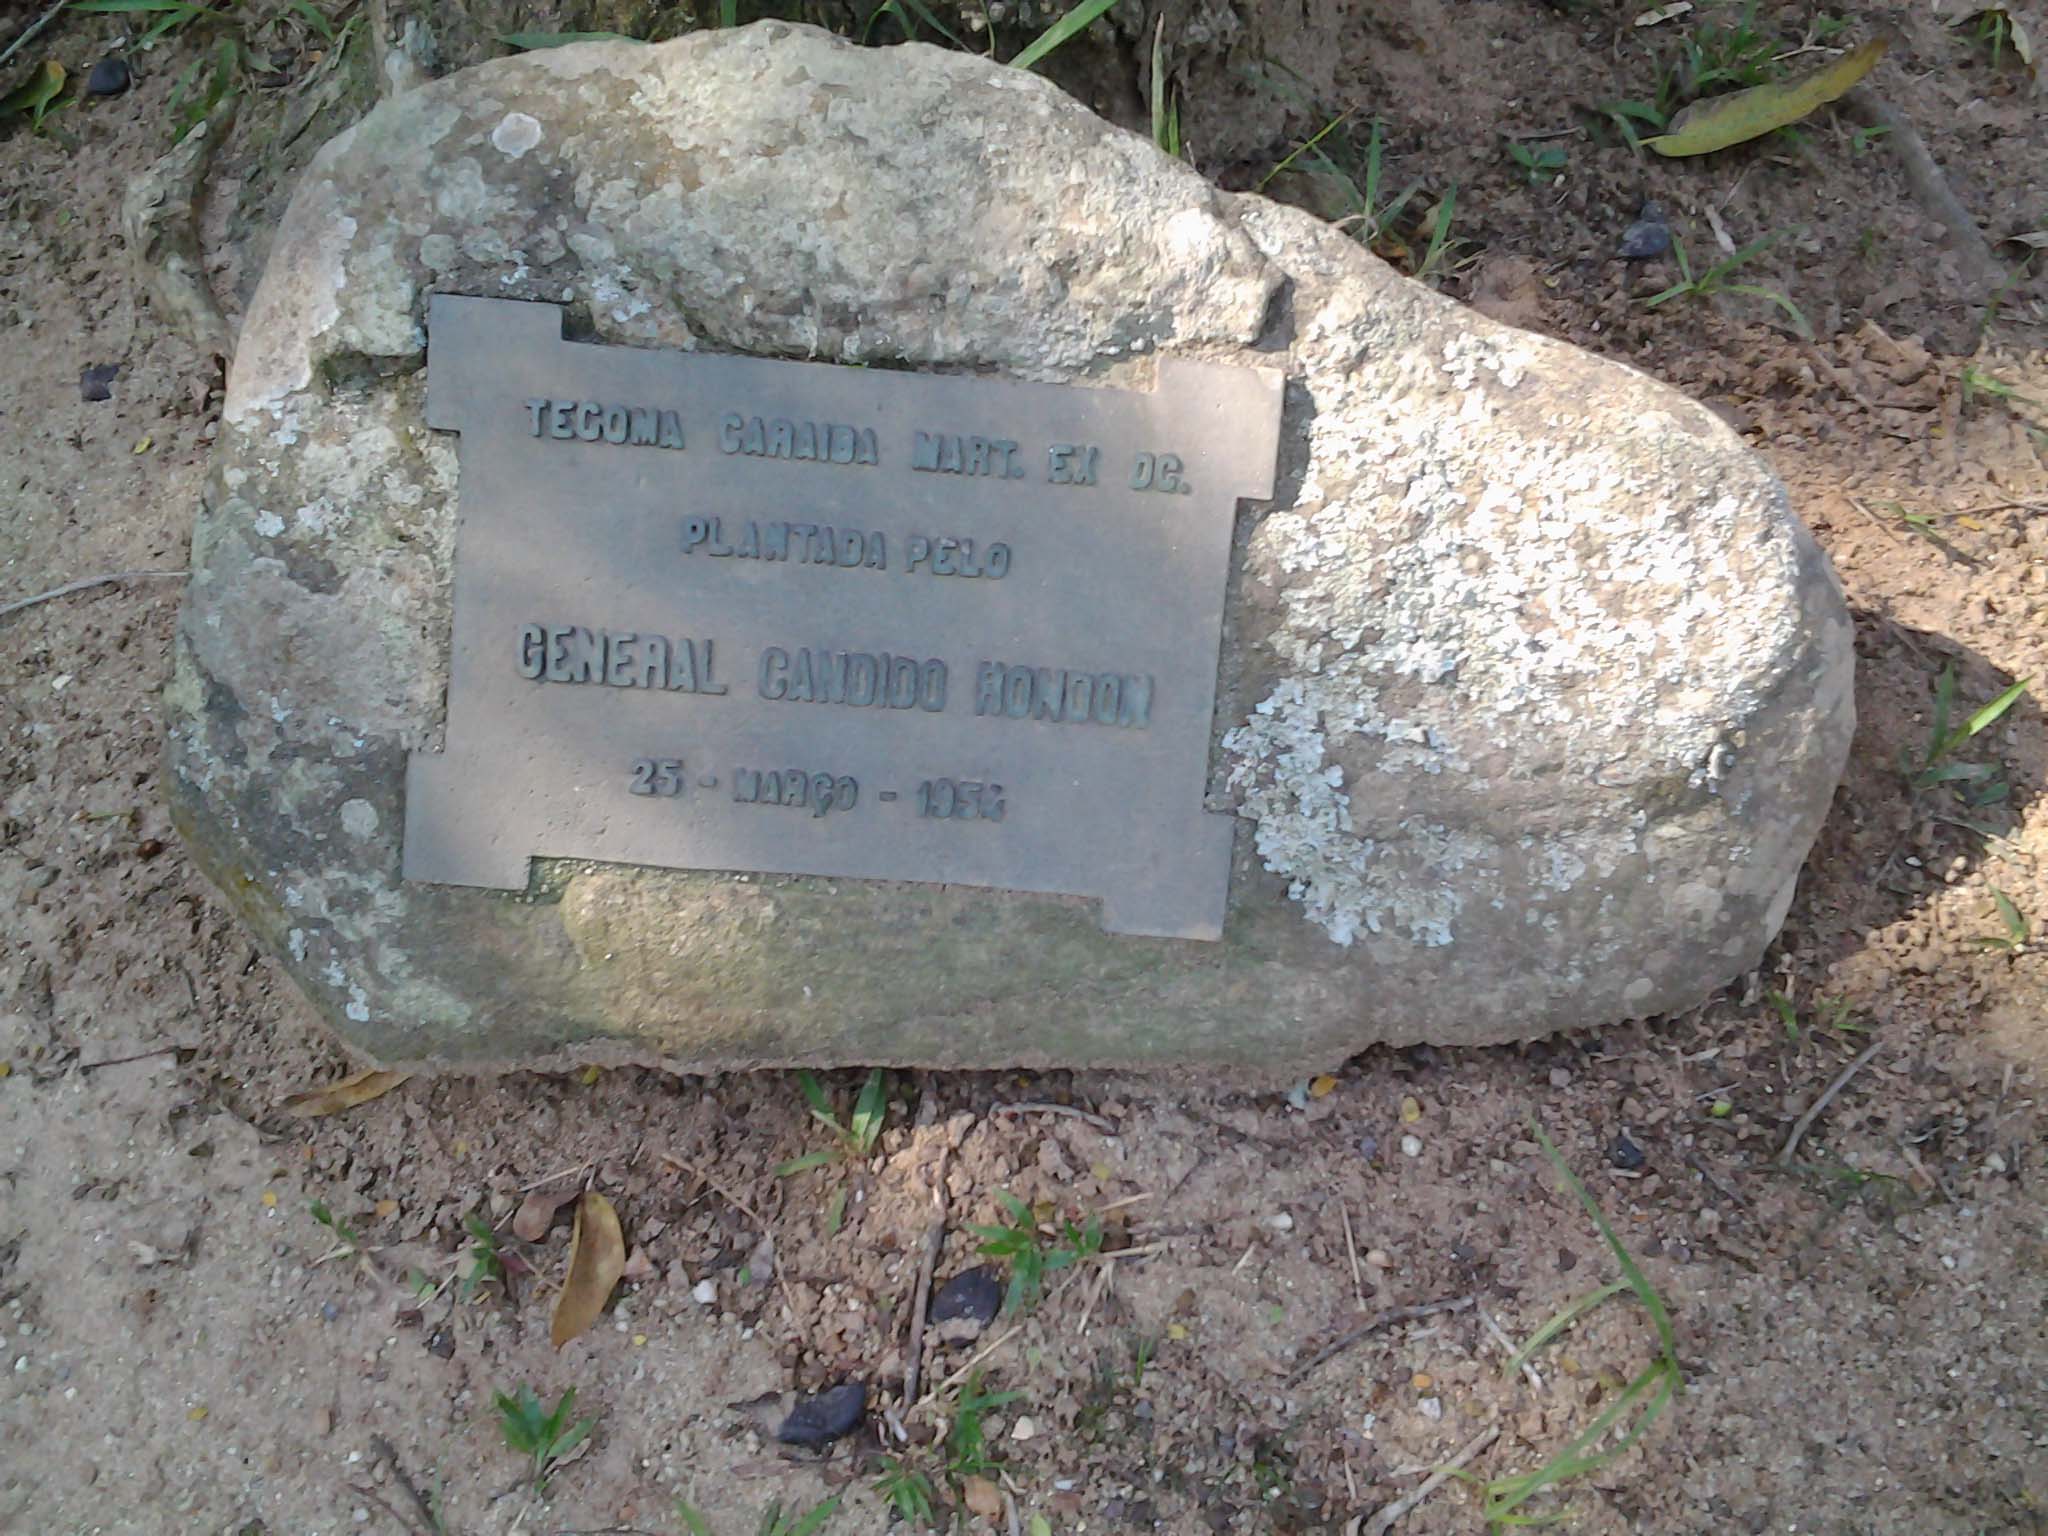 TECOMA CARAIBA MART. EX DC.
PLANTADA PELO
GENERAL CANDIDO RONDON
25 - MARÇO - 1954